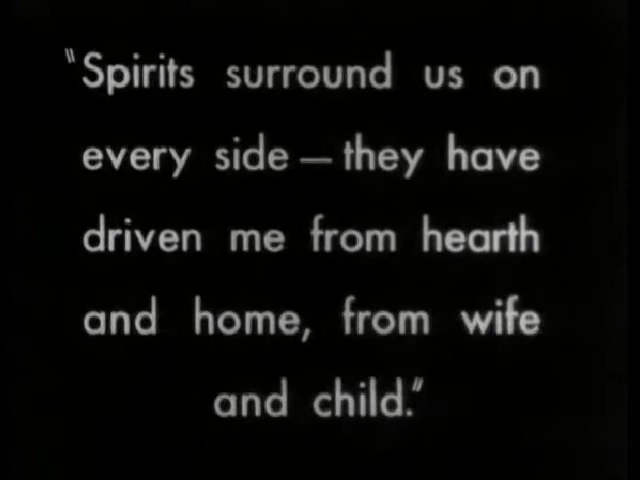 "Spirits surround us on
every side — they have
driven me from hearth
and home, from wife
and child."